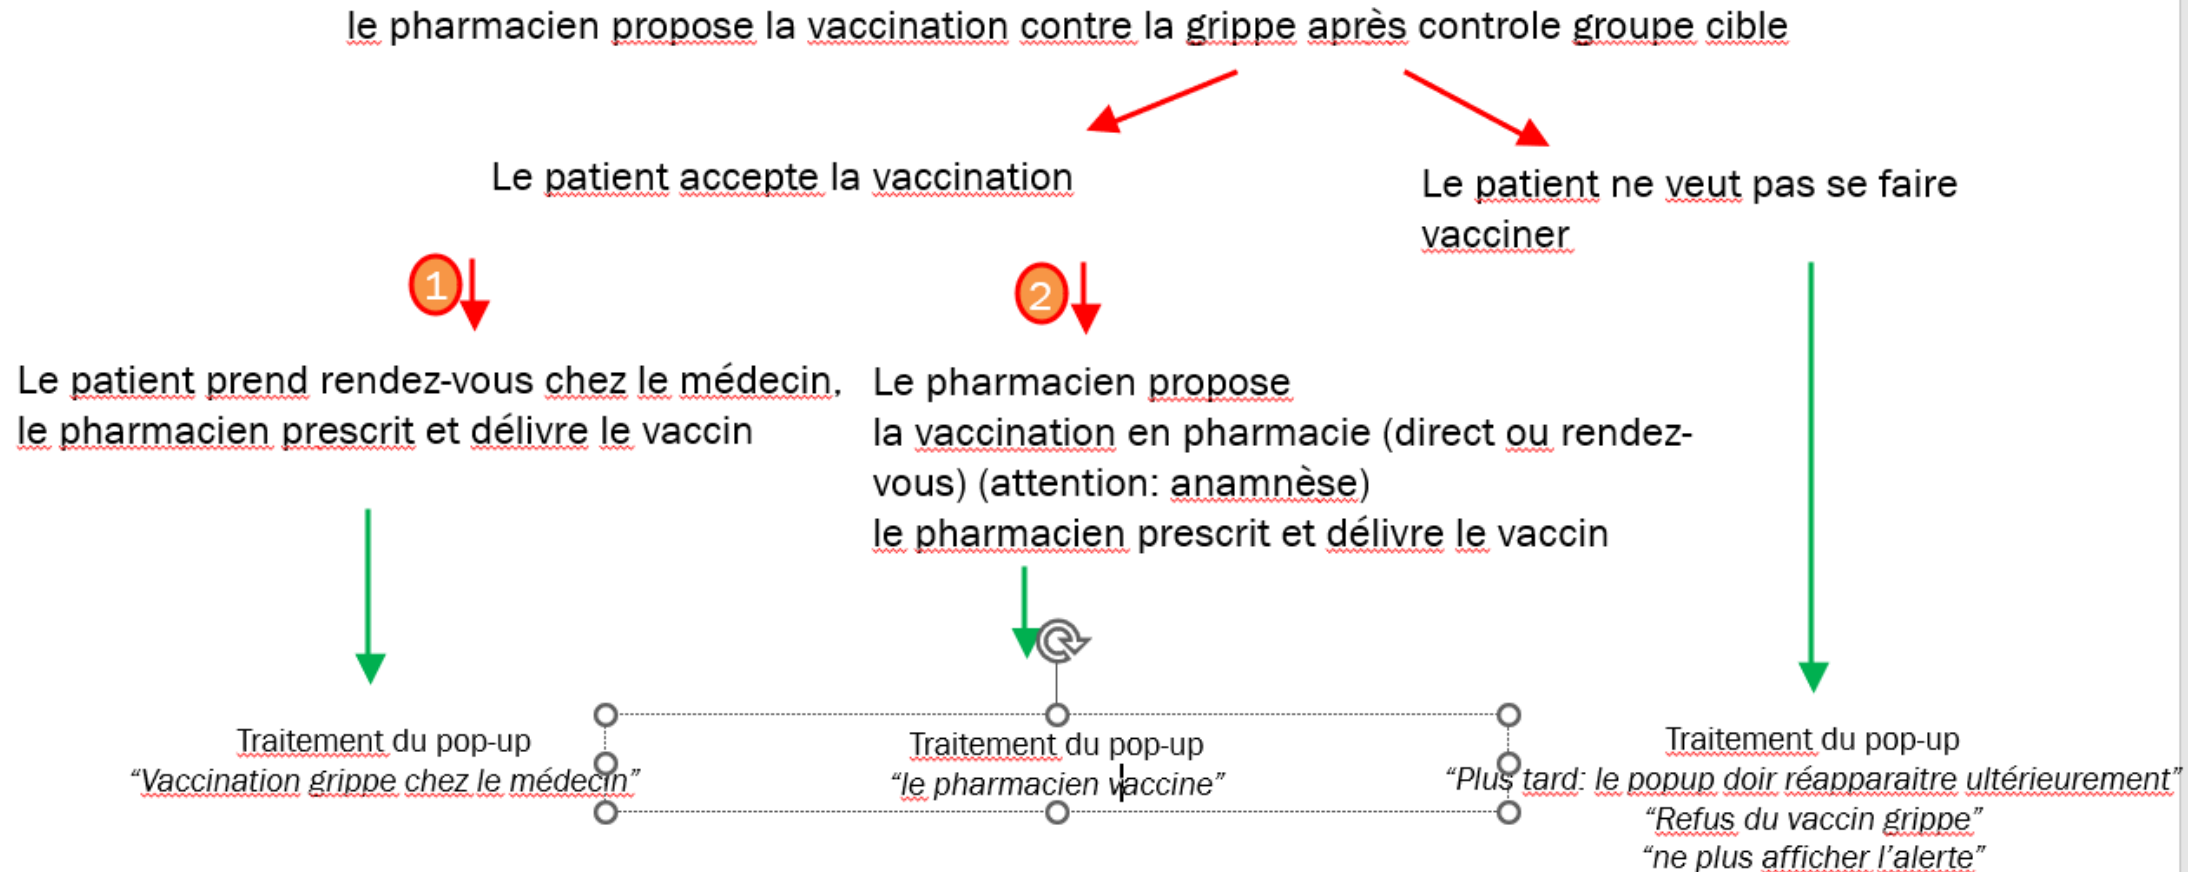 le pharmacien propose la vaccination contre la grippe après controle groupe cible
Le patient accepte la vaccination
Le patient ne veut pas se faire
vacciner
1
2
Le patient prend rendez-vous chez le médecin,
le pharmacien prescrit et délivre le vaccin
Le pharmacien propose
la vaccination en pharmacie (direct ou rendez-
vous) (attention: anamnèse)
le pharmacien prescrit et délivre le vaccin
Traitement du pop-up
“Vaccination grippe chez le médecin”
Traitement du pop-up
“le pharmacien vaccine”
Traitement du pop-up
“Plus tard: le popup doir réapparaitre ultérieurement”
“Refus du vaccin grippe”
“ne plus afficher l’alerte”